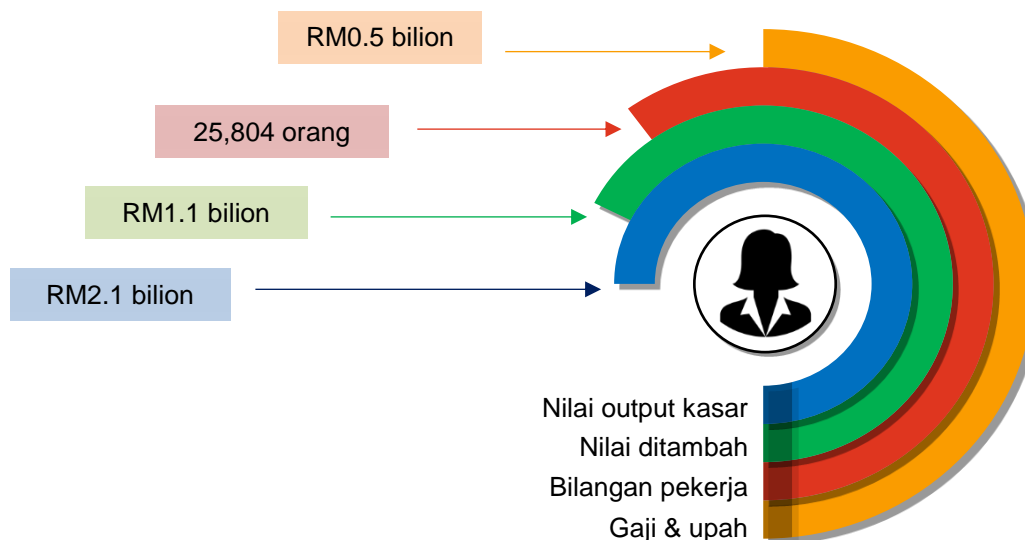 RM0.5 bilion
25,804 orang
RM1.1 bilion
RM2.1 bilion
Nilai output kasar
Nilai ditambah
Bilangan pekerja
Gaji & upah